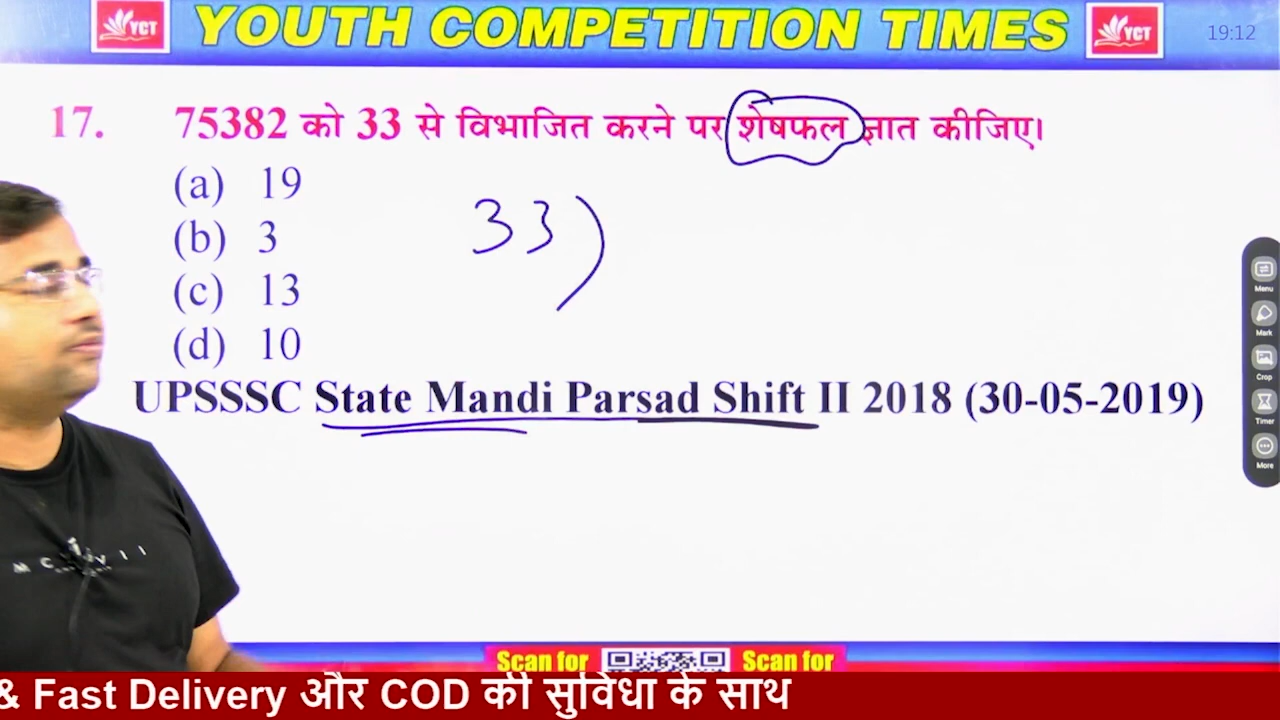 YCT YOUTH COMPETITION TIMES YCT 19:12
17. 75382 को 33 से विभाजित करने पर शेषफल ज्ञात कीजिए।
(a) 19
(b) 3
(c) 13
(d) 10
33)
UPSSSC State Mandi Parsad Shift II 2018 (30-05-2019)
Menu
Mark
Crop
Timer
More
Scan for Scan for
& Fast Delivery और COD की सुविधा के साथ